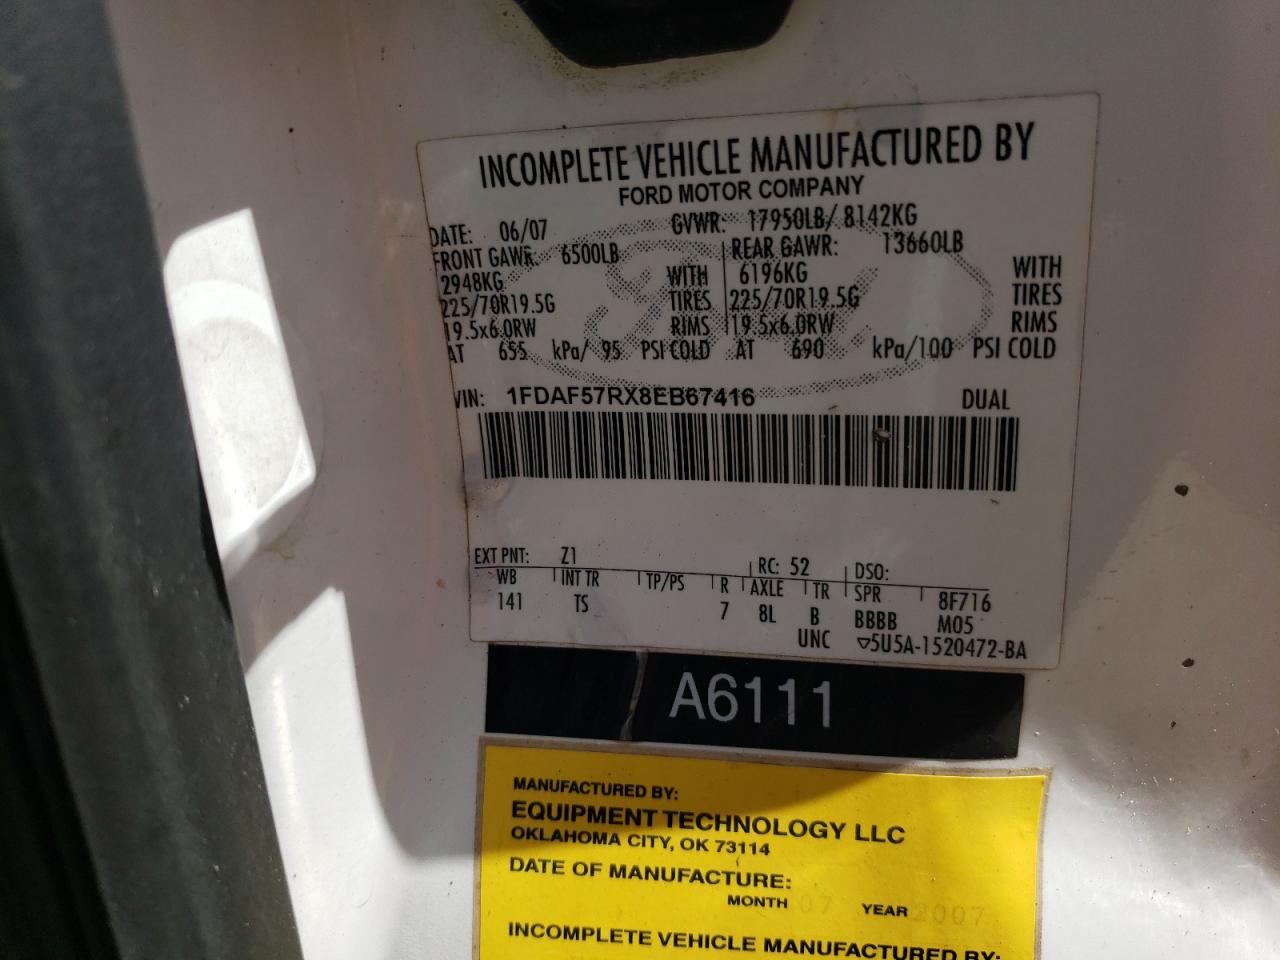 INCOMPLETE VEHICLE MANUFACTURED BY
FORD MOTOR COMPANY
DATE: 06/07 GVWR: 17950LB/ 8142KG
FRONT GAWR: 6500LB REAR GAWR: 13660LB
2948KG WITH 6196KG WITH
225/70R19.5G TIRES 225/70R19.5G TIRES
19.5x6.0RW RIMS 19.5x6.0RW RIMS
AT 655 kPa/ 95 PSI COLD AT 690 kPa/100 PSI COLD
VIN: 1FDAF57RX8EB67416 DUAL
EXT PNT: Z1 RC: 52 DSO:
WB INT TR TP/PS R AXLE TR SPR 8F716
141 TS 7 8L B BBBB M05
UNC ▽5U5A-1520472-BA
A6111
MANUFACTURED BY:
EQUIPMENT TECHNOLOGY LLC
OKLAHOMA CITY, OK 73114
DATE OF MANUFACTURE:
MONTH 07 YEAR 2007
INCOMPLETE VEHICLE MANUFACTURED BY: